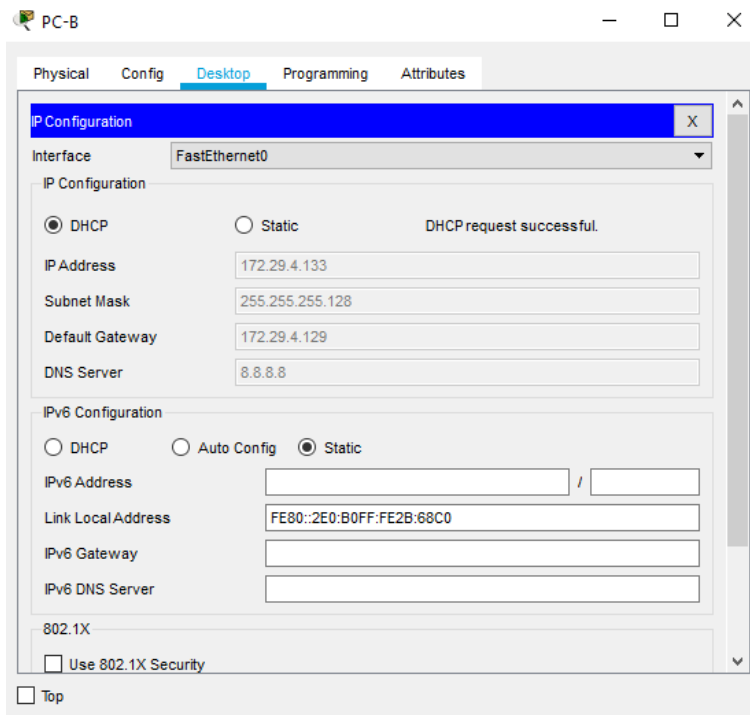 PC-B
Physical Config Desktop Programming Attributes
IP Configuration X
Interface FastEthernet0
IP Configuration
DHCP Static DHCP request successful.
IP Address 172.29.4.133
Subnet Mask 255.255.255.128
Default Gateway 172.29.4.129
DNS Server 8.8.8.8
IPv6 Configuration
DHCP Auto Config Static
IPv6 Address /
Link Local Address FE80::2E0:B0FF:FE2B:68C0
IPv6 Gateway
IPv6 DNS Server
802.1X
Use 802.1X Security
Top